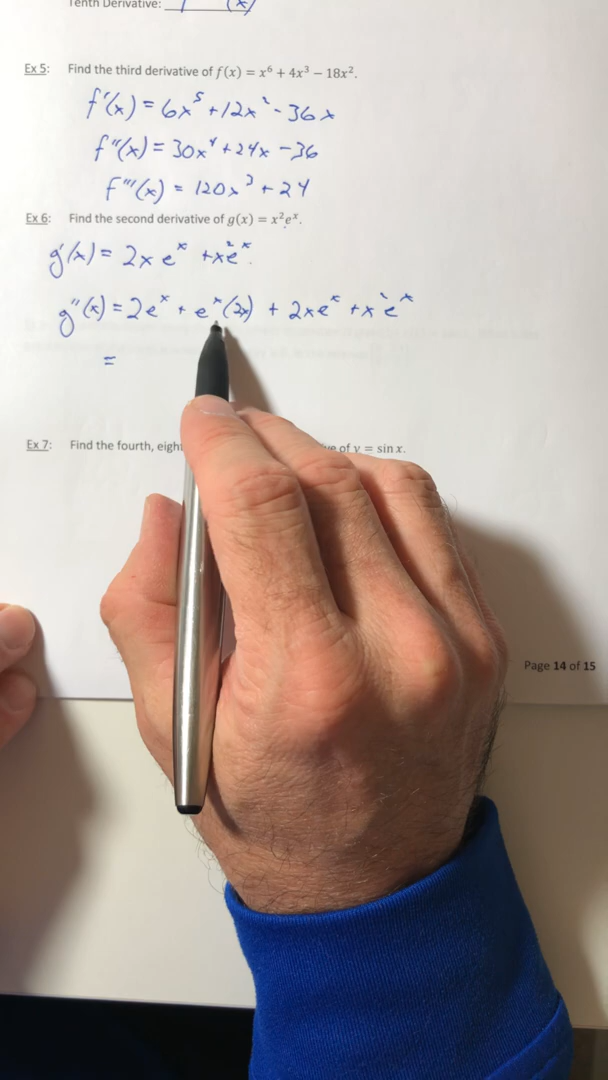 Tenth Derivative: (x)
Ex 5: Find the third derivative of f(x) = x⁶ + 4x³ − 18x².
f'(x) = 6x⁵ + 12x² - 36x
f''(x) = 30x⁴ + 24x - 36
f'''(x) = 120x³ + 24
Ex 6: Find the second derivative of g(x) = x²eˣ.
g'(x) = 2x eˣ + x²eˣ.
g''(x) = 2eˣ + eˣ(2x) + 2xeˣ + x²eˣ
=
Ex 7: Find the fourth, of y = sin x.
Page 14 of 15